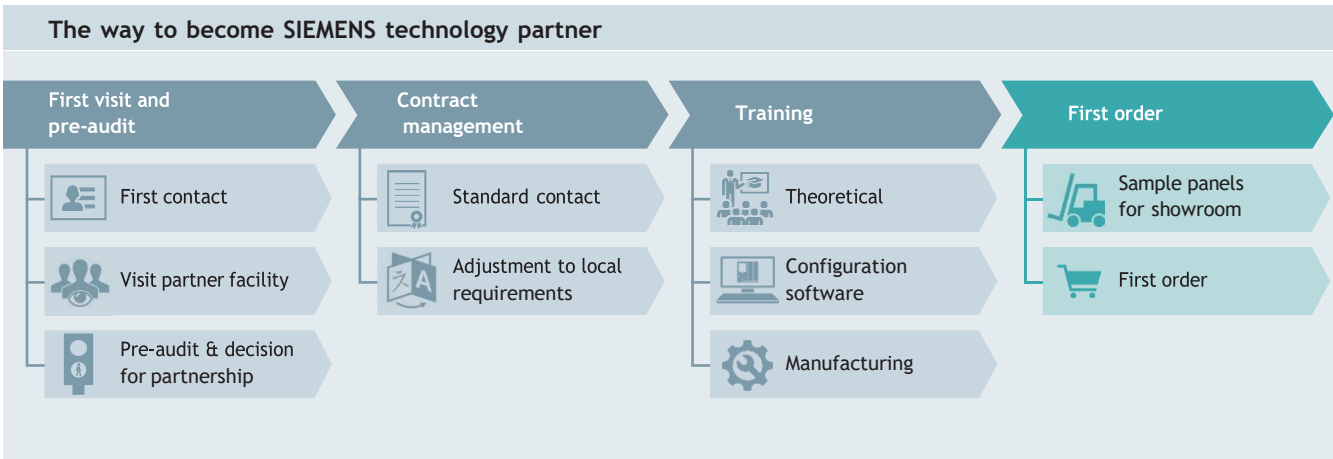 The way to become SIEMENS technology partner
First visit and
pre-audit
First contact
Visit partner facility
Pre-audit & decision
for partnership
Contract
management
Standard contact
Adjustment to local
requirements
Training
Theoretical
Configuration
software
Manufacturing
First order
Sample panels
for showroom
First order